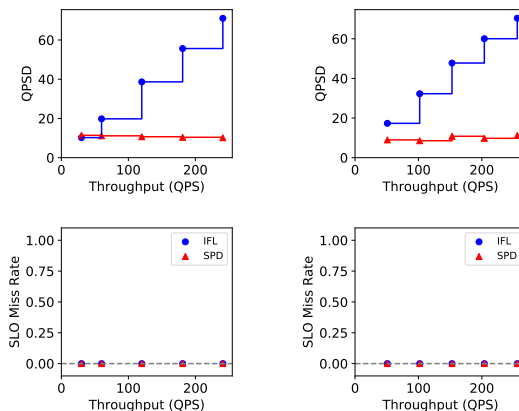 60
40
20
0
QPSD
0 100 200
Throughput (QPS)
60
40
20
0
QPSD
0 100 200
Throughput (QPS)
1.00
0.75
0.50
0.25
0.00
SLO Miss Rate
IFL
SPD
0 100 200
Throughput (QPS)
1.00
0.75
0.50
0.25
0.00
SLO Miss Rate
IFL
SPD
0 100 200
Throughput (QPS)